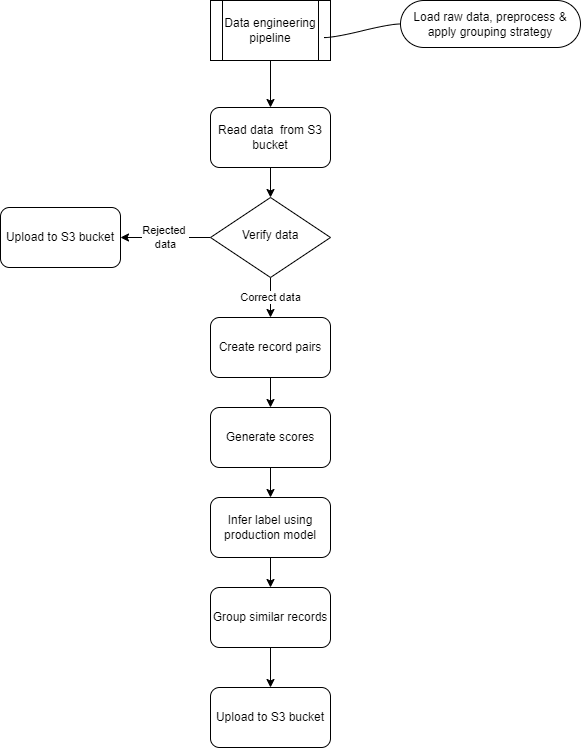 Data engineering
pipeline
Load raw data, preprocess &
apply grouping strategy
Read data  from S3
bucket
Verify data
Rejected
data
Upload to S3 bucket
Correct data
Create record pairs
Generate scores
Infer label using
production model
Group similar records
Upload to S3 bucket